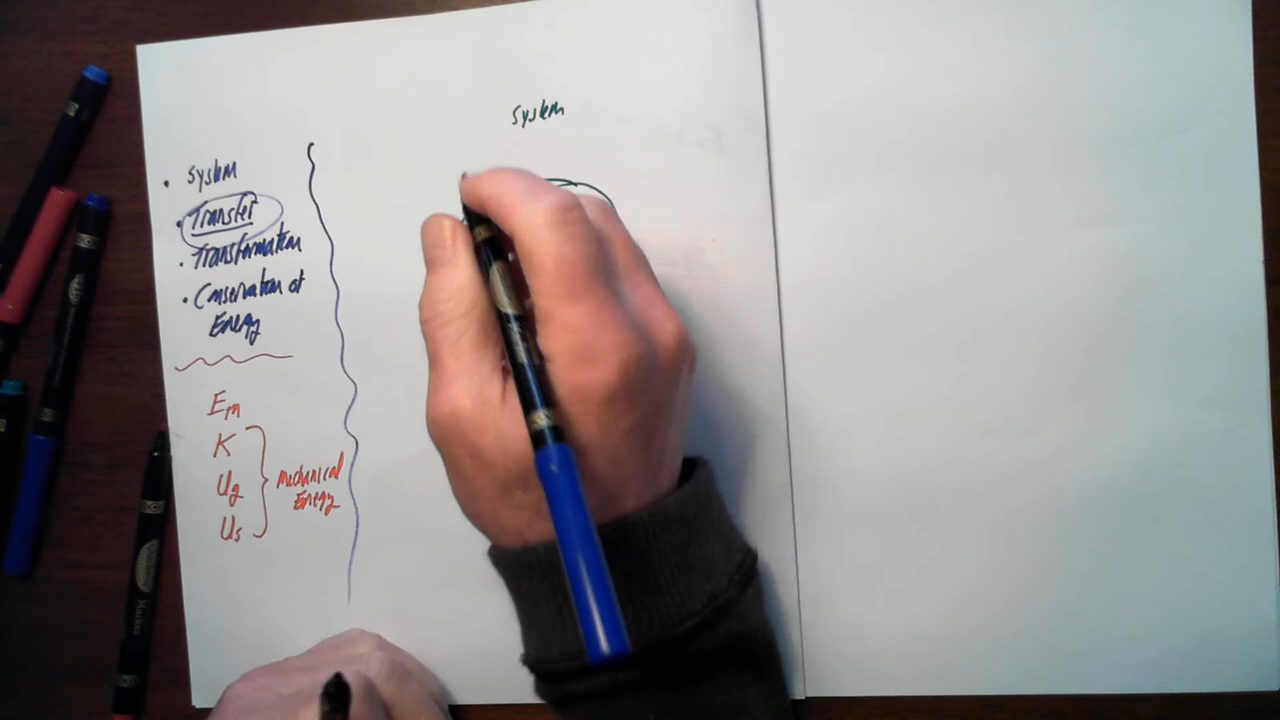 system
• system
• Transfer
• Transformation
• Conservation of
Energy
Em
K
Ug
Us
Mechanical
Energy